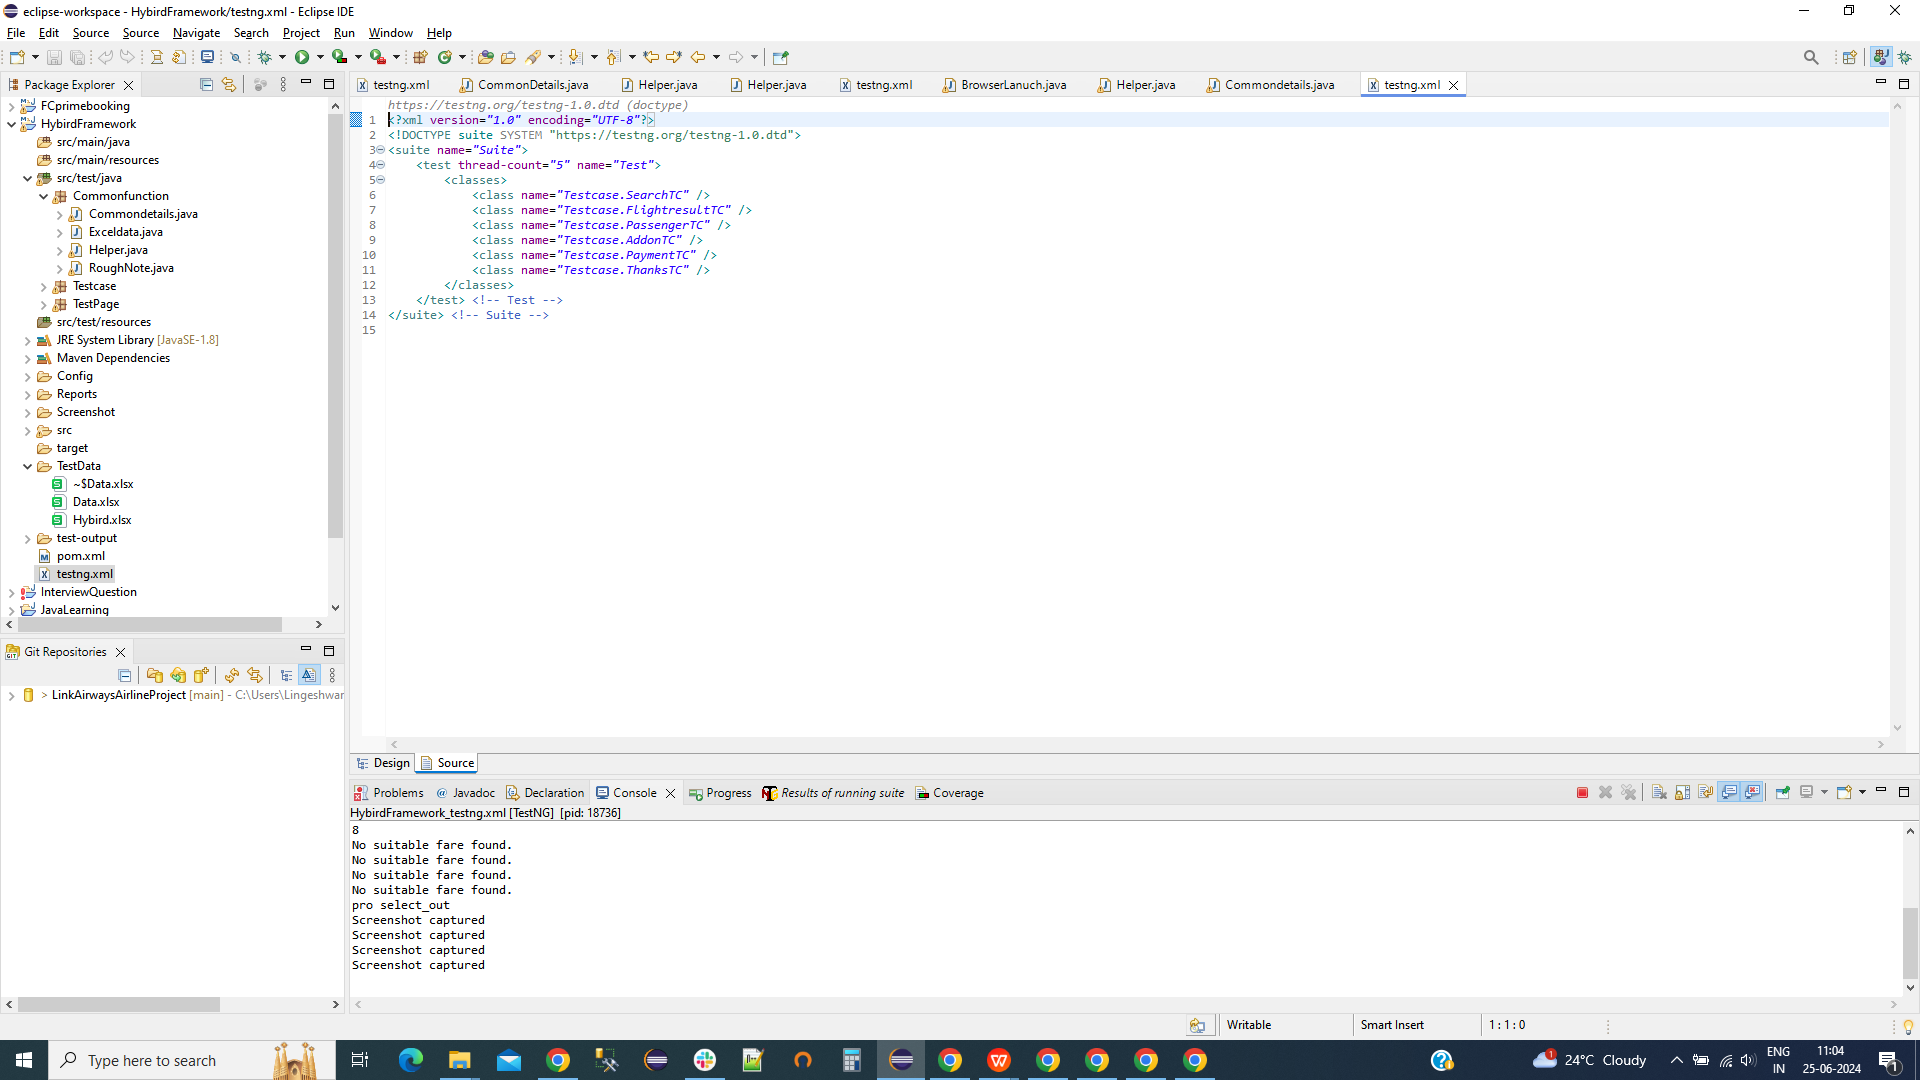 eclipse-workspace - HybirdFramework/testng.xml - Eclipse IDE
File Edit Source Source Navigate Search Project Run Window Help
Package Explorer
testng.xml CommonDetails.java Helper.java Helper.java testng.xml BrowserLanuch.java Helper.java Commondetails.java testng.xml
FCprimebooking
HybirdFramework
src/main/java
src/main/resources
src/test/java
Commonfunction
Commondetails.java
Exceldata.java
Helper.java
RoughNote.java
Testcase
TestPage
src/test/resources
JRE System Library [JavaSE-1.8]
Maven Dependencies
Config
Reports
Screenshot
src
target
TestData
~$Data.xlsx
Data.xlsx
Hybird.xlsx
test-output
pom.xml
testng.xml
InterviewQuestion
JavaLearning
Git Repositories
> LinkAirwaysAirlineProject [main] - C:\Users\Lingeshwar
https://testng.org/testng-1.0.dtd (doctype)
1 <?xml version="1.0" encoding="UTF-8"?>
2 <!DOCTYPE suite SYSTEM "https://testng.org/testng-1.0.dtd">
3 <suite name="Suite">
4 <test thread-count="5" name="Test">
5 <classes>
6 <class name="Testcase.SearchTC" />
7 <class name="Testcase.FlightresultTC" />
8 <class name="Testcase.PassengerTC" />
9 <class name="Testcase.AddonTC" />
10 <class name="Testcase.PaymentTC" />
11 <class name="Testcase.ThanksTC" />
12 </classes>
13 </test> <!-- Test -->
14 </suite> <!-- Suite -->
15
Design Source
Problems @ Javadoc Declaration Console Progress Results of running suite Coverage
HybirdFramework_testng.xml [TestNG] [pid: 18736]
8
No suitable fare found.
No suitable fare found.
No suitable fare found.
No suitable fare found.
pro select_out
Screenshot captured
Screenshot captured
Screenshot captured
Screenshot captured
Writable Smart Insert 1 : 1 : 0
Type here to search
1 24°C Cloudy
ENG
IN
11:04
25-06-2024
1